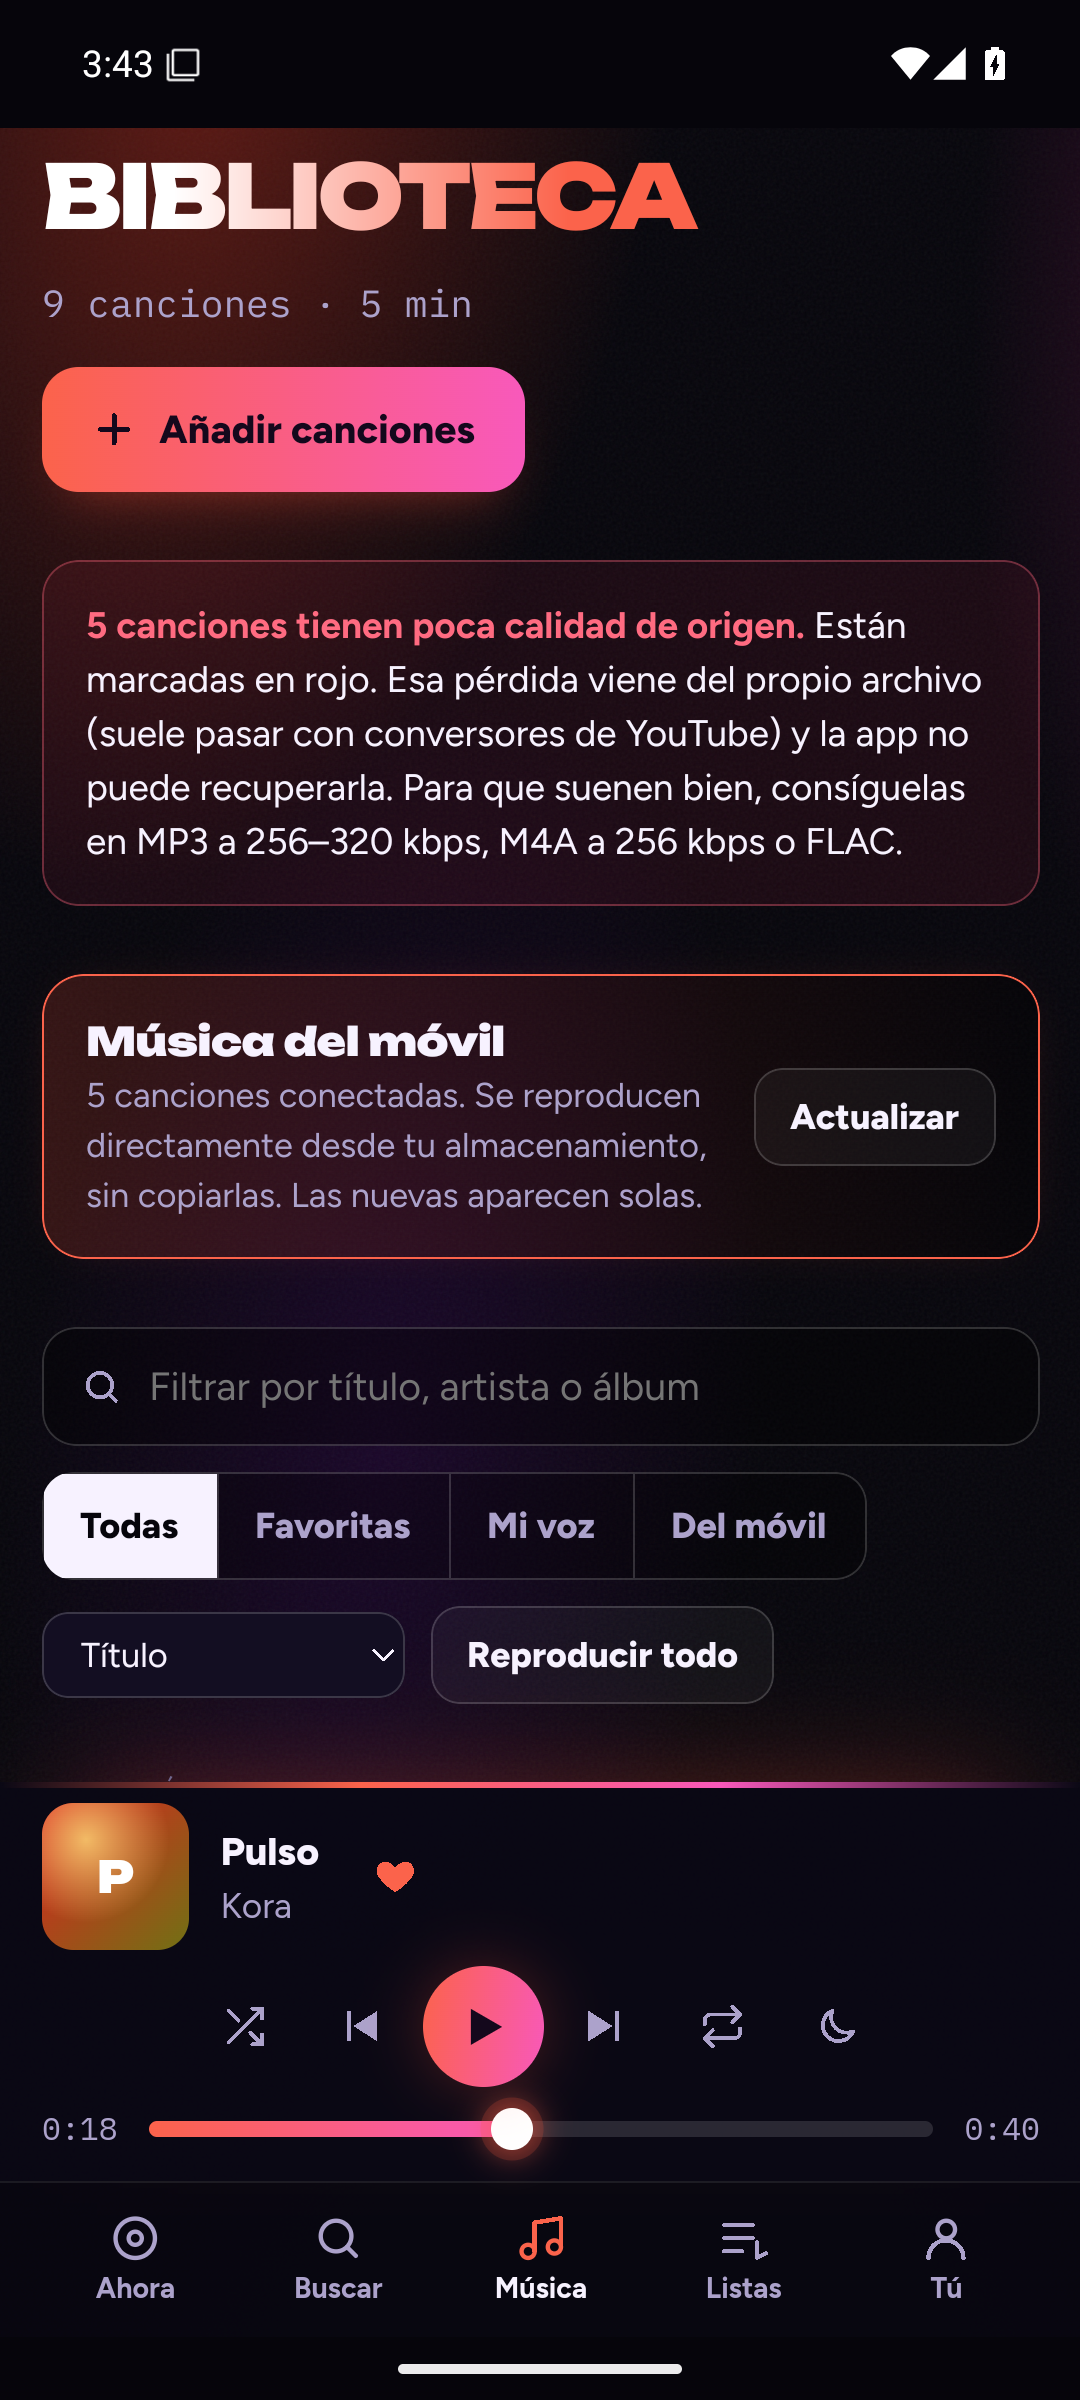 3:43
BIBLIOTECA
9 canciones · 5 min
Añadir canciones
5 canciones tienen poca calidad de origen. Están
marcadas en rojo. Esa pérdida viene del propio archivo
(suele pasar con conversores de YouTube) y la app no
puede recuperarla. Para que suenen bien, consíguelas
en MP3 a 256–320 kbps, M4A a 256 kbps o FLAC.
Música del móvil
5 canciones conectadas. Se reproducen
directamente desde tu almacenamiento,
sin copiarlas. Las nuevas aparecen solas.
Actualizar
Filtrar por título, artista o álbum
Todas Favoritas Mi voz Del móvil
Título Reproducir todo
P
Pulso
Kora
0:18 0:40
Ahora Buscar Música Listas Tú